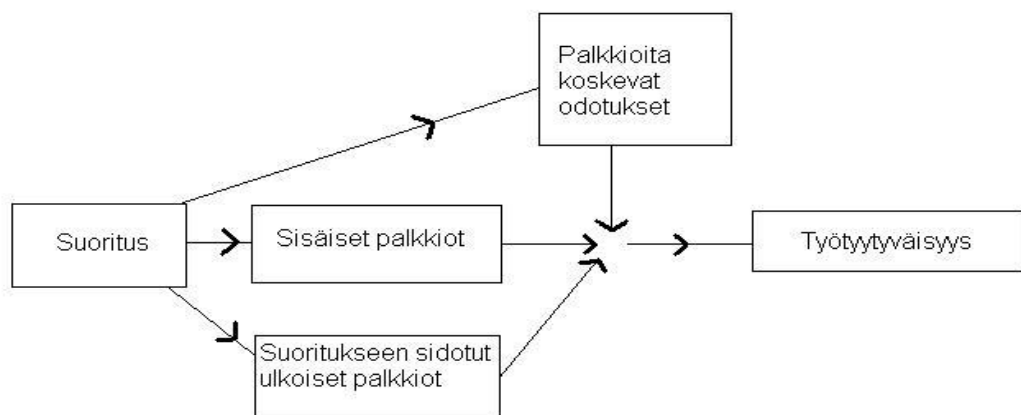 Palkkioita
koskevat
odotukset
Suoritus
Sisäiset palkkiot
Työtyytyväisyys
Suoritukseen sidotut
ulkoiset palkkiot